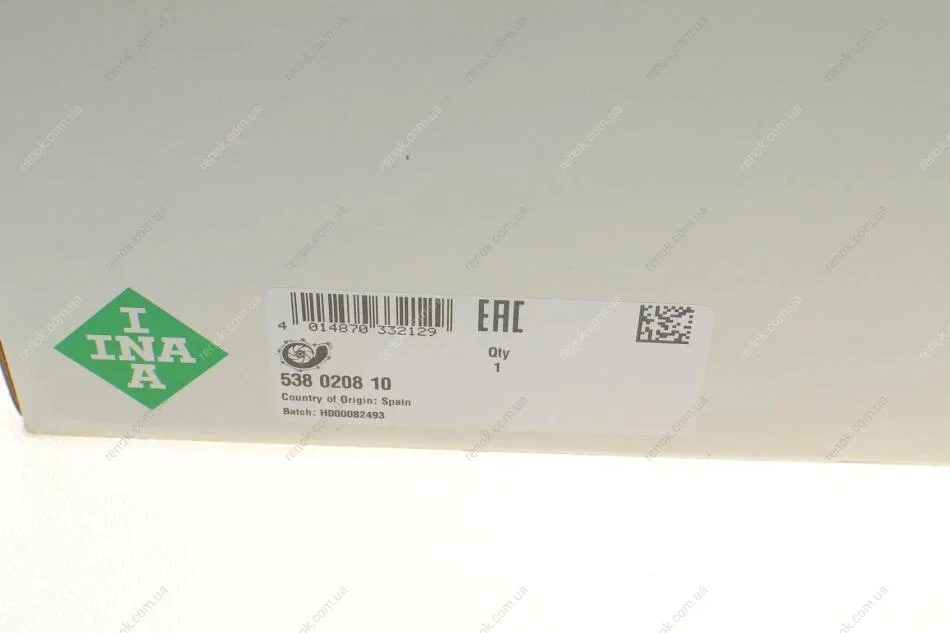 I
INA
A
4 014870 332129
EAC
Qty
1
538 0208 10
Country of Origin: Spain
Batch: H000082493
renok.com.ua